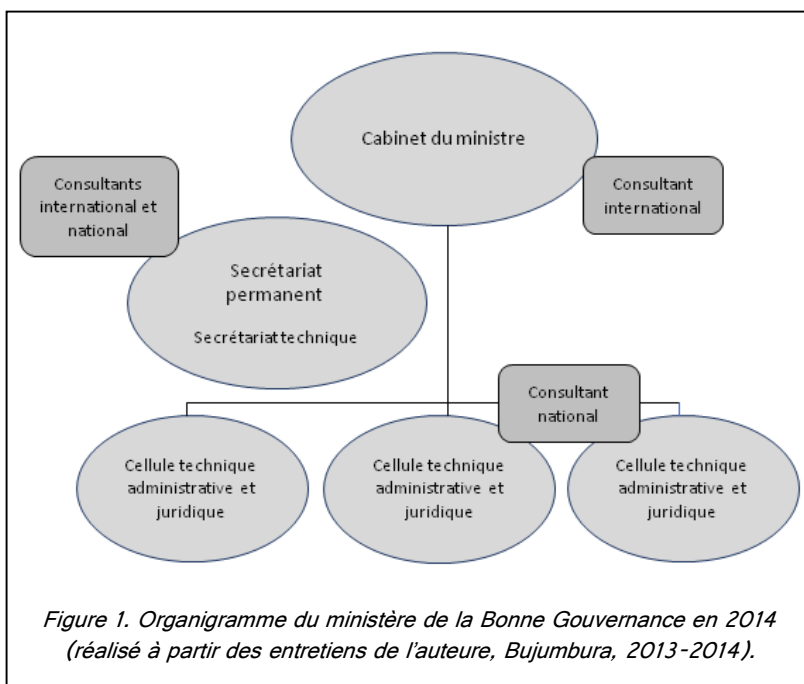 Cabinet du ministre
Consultants
international et
national
Consultant
international
Secrétariat
permanent
Secrétariat technique
Consultant
national
Cellule technique
administrative et
juridique
Cellule technique
administrative et
juridique
Cellule technique
administrative et
juridique
Figure 1. Organigramme du ministère de la Bonne Gouvernance en 2014
(réalisé à partir des entretiens de l'auteure, Bujumbura, 2013-2014).